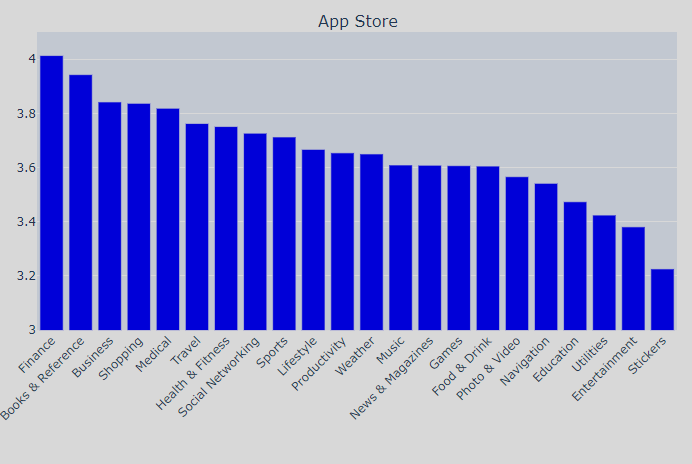 App Store
4
3.8
3.6
3.4
3.2
3
Finance
Books & Reference
Business
Shopping
Medical
Travel
Health & Fitness
Social Networking
Sports
Lifestyle
Productivity
Weather
Music
News & Magazines
Games
Food & Drink
Photo & Video
Navigation
Education
Utilities
Entertainment
Stickers